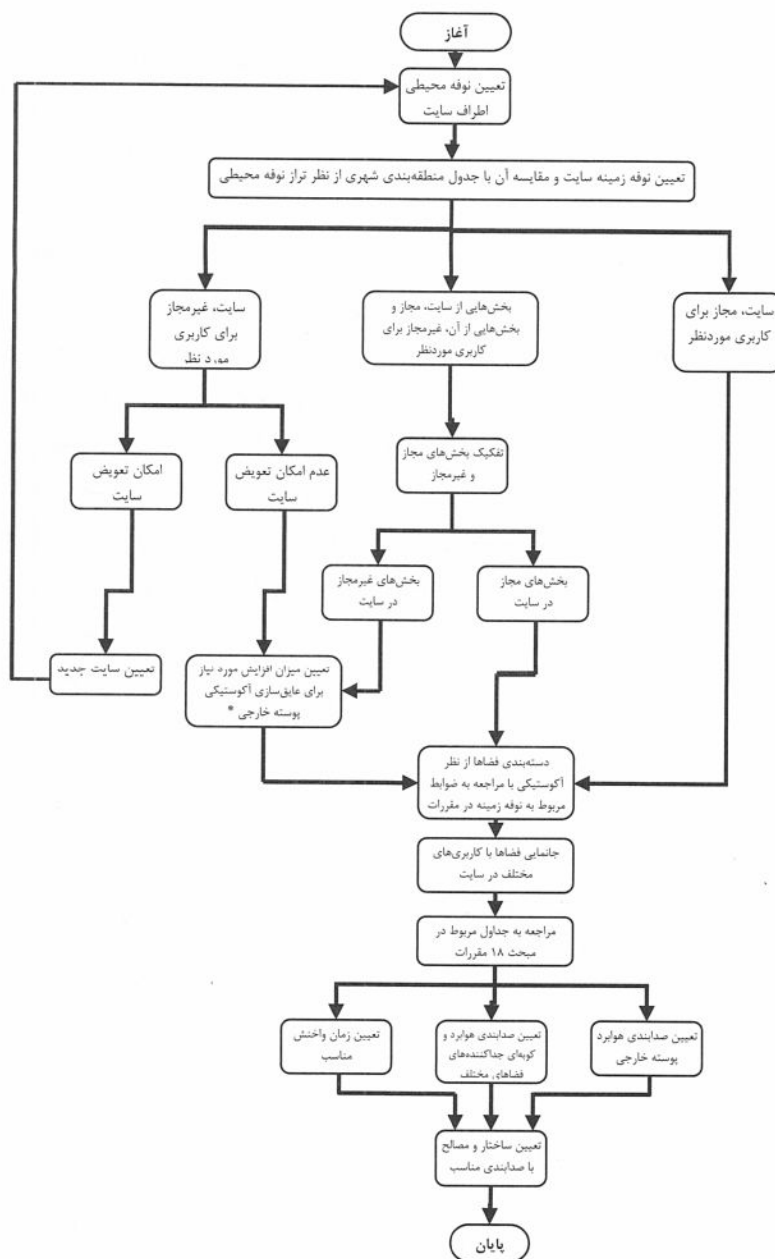 آغاز
تعیین نوفه محیطی
اطراف سایت
تعیین نوفه زمینه سایت و مقایسه آن با جدول منطقه‌بندی شهری از نظر تراز نوفه محیطی
سایت، مجاز برای
کاربری موردنظر
بخش‌هایی از سایت، مجاز و
بخش‌هایی از آن، غیرمجاز برای
کاربری موردنظر
سایت، غیرمجاز
برای کاربری
مورد نظر
تفکیک بخش‌های مجاز
و غیرمجاز
عدم امکان تعویض
سایت
امکان تعویض
سایت
بخش‌های مجاز
در سایت
بخش‌های غیرمجاز
در سایت
تعیین میزان افزایش مورد نیاز
برای عایق‌سازی آکوستیکی
پوسته خارجی *
تعیین سایت جدید
دسته‌بندی فضاها از نظر
آکوستیکی با مراجعه به ضوابط
مربوط به نوفه زمینه در مقررات
جانمایی فضاها با کاربری‌های
مختلف در سایت
مراجعه به جداول مربوط در
مبحث ۱۸ مقررات
تعیین صدابندی هوابرد
پوسته خارجی
تعیین صدابندی هوابرد و
کوبه‌ای جداکننده‌های
فضاهای مختلف
تعیین زمان واخنش
مناسب
تعیین ساختار و مصالح
با صدابندی مناسب
پایان